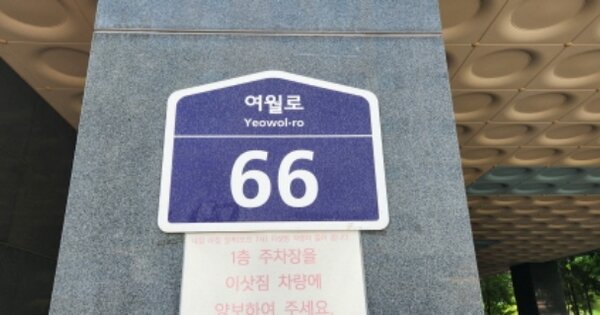 여월로
Yeowol-ro
66
1층 주차장을
이삿짐 차량에
양보하여 주세요.